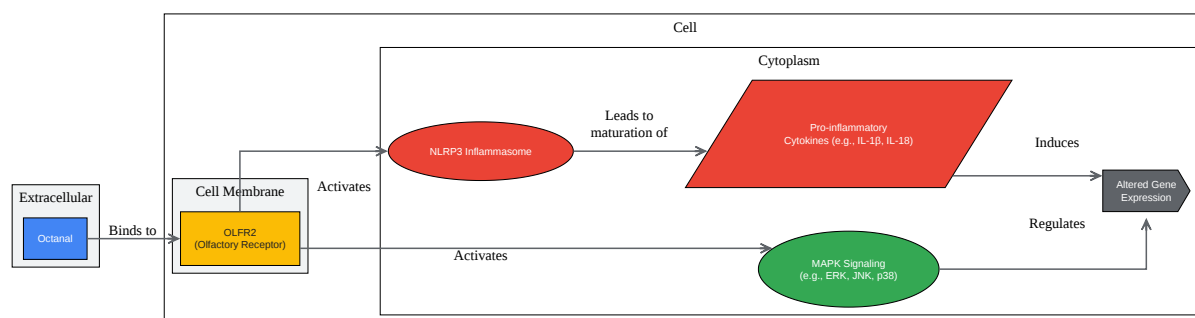 Cell
Cytoplasm
Leads to
maturation of
Pro-inflammatory
Cytokines (e.g., IL-1β, IL-18)
Induces
NLRP3 Inflammasome
Activates
Extracellular
Cell Membrane
Altered Gene
Expression
Octanal
Binds to
OLFR2
(Olfactory Receptor)
Regulates
Activates
MAPK Signaling
(e.g., ERK, JNK, p38)